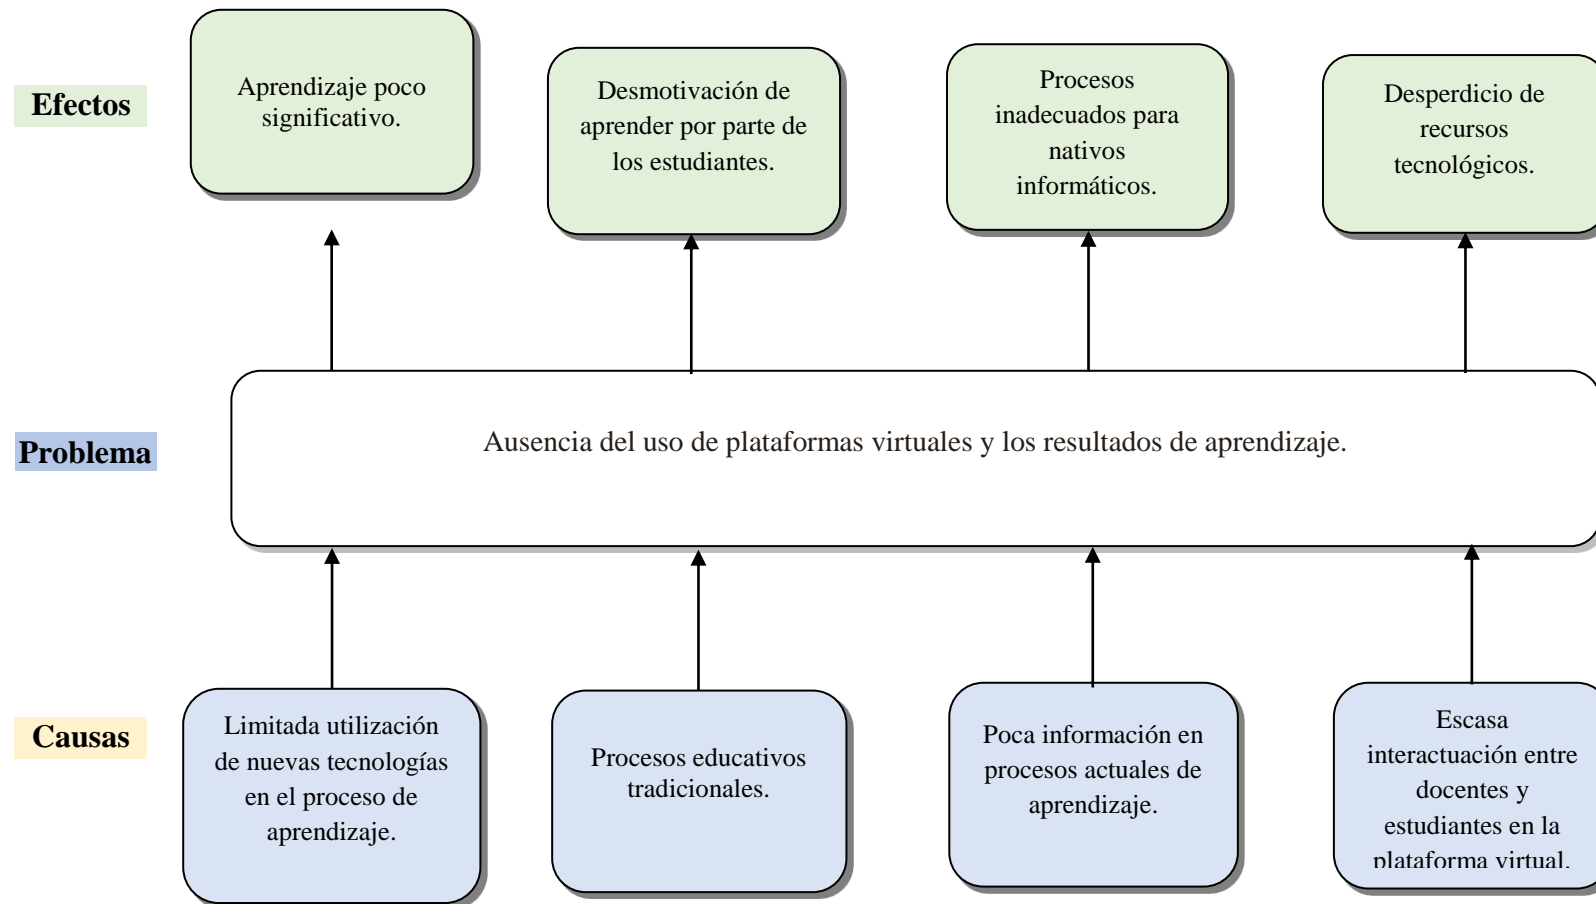 Efectos
Aprendizaje poco
significativo.
Desmotivación de
aprender por parte de
los estudiantes.
Procesos
inadecuados para
nativos
informáticos.
Desperdicio de
recursos
tecnológicos.
Problema
Ausencia del uso de plataformas virtuales y los resultados de aprendizaje.
Causas
Limitada utilización
de nuevas tecnologías
en el proceso de
aprendizaje.
Procesos educativos
tradicionales.
Poca información en
procesos actuales de
aprendizaje.
Escasa
interactuación entre
docentes y
estudiantes en la
plataforma virtual.